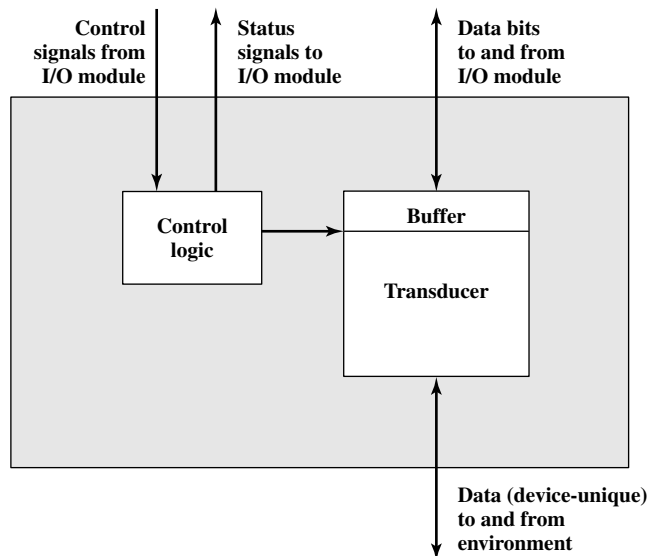 Control
signals from
I/O module
Status
signals to
I/O module
Data bits
to and from
I/O module
Control
logic
Buffer
Transducer
Data (device-unique)
to and from
environment